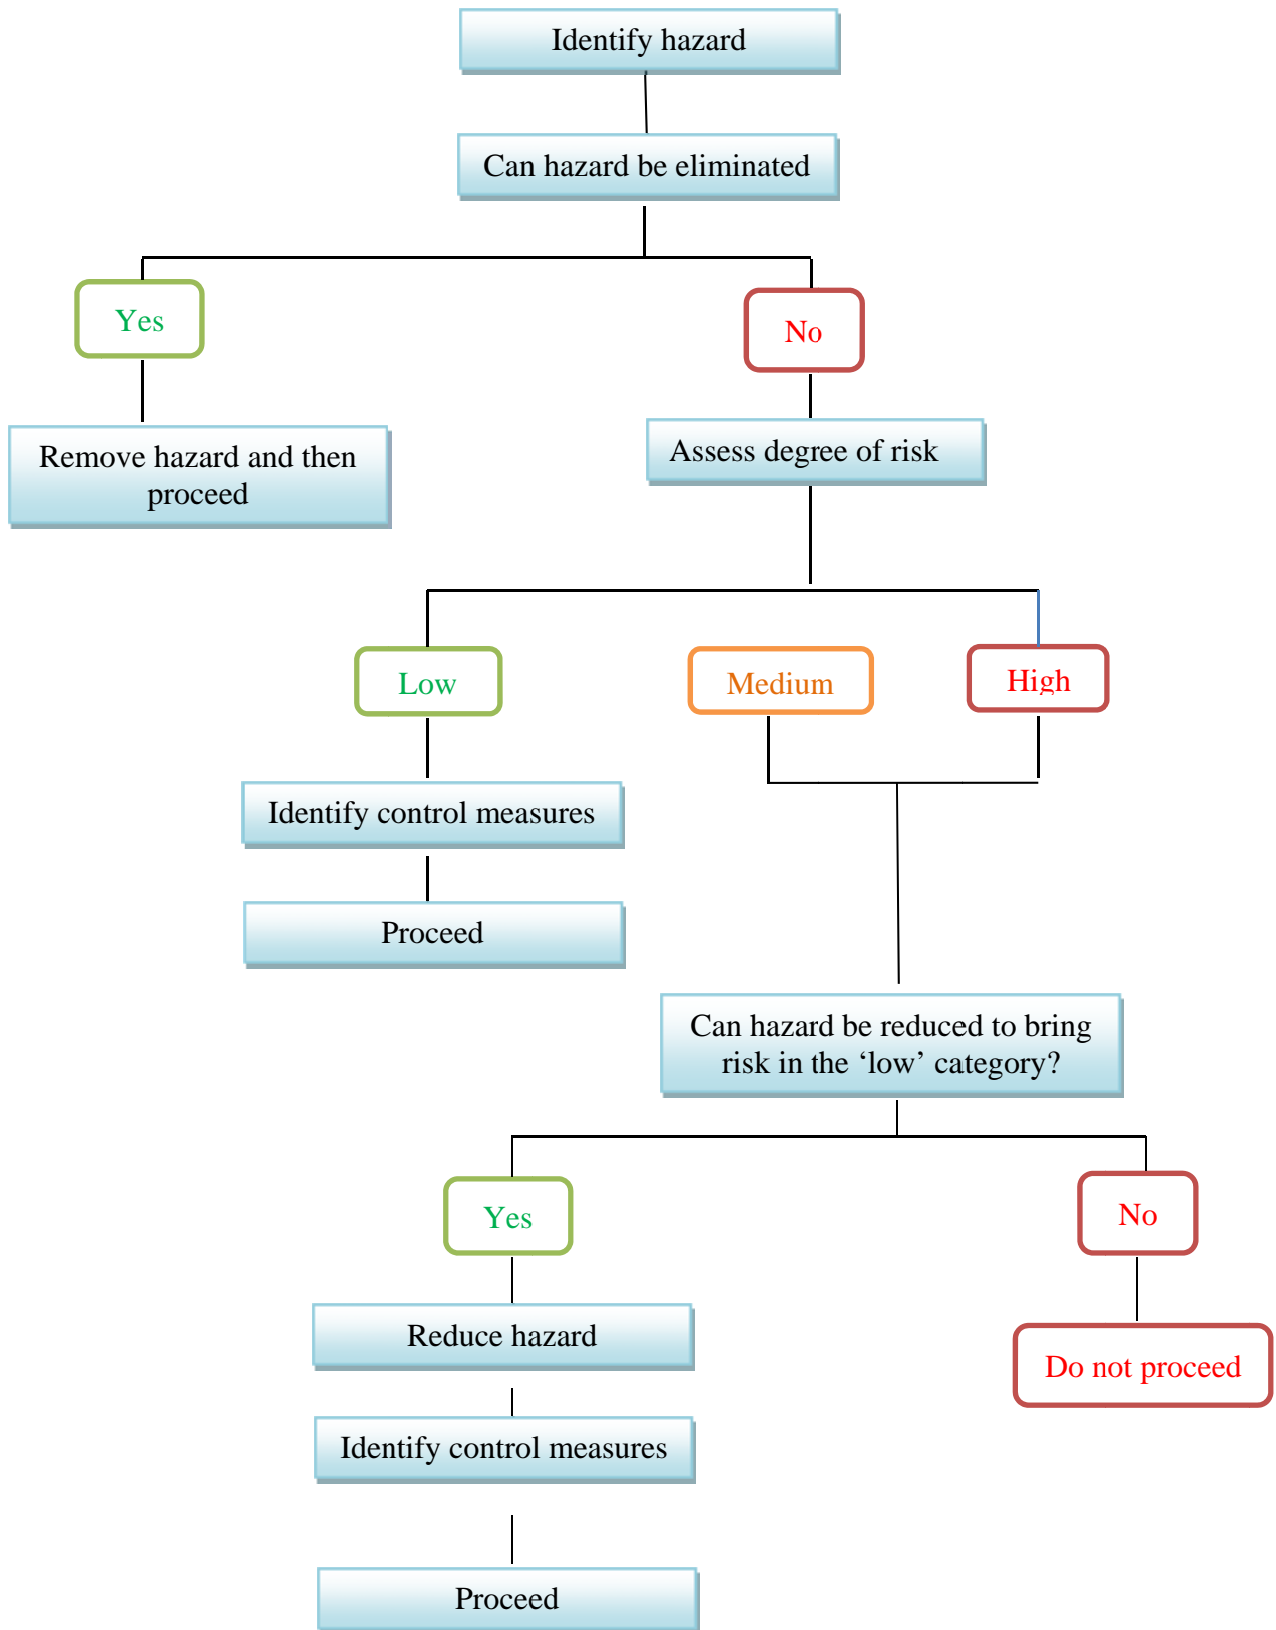 Identify hazard
Can hazard be eliminated
Yes
No
Remove hazard and then
proceed
Assess degree of risk
Low
Medium
High
Identify control measures
Proceed
Can hazard be reduced to bring
risk in the ‘low’ category?
Yes
No
Reduce hazard
Do not proceed
Identify control measures
Proceed